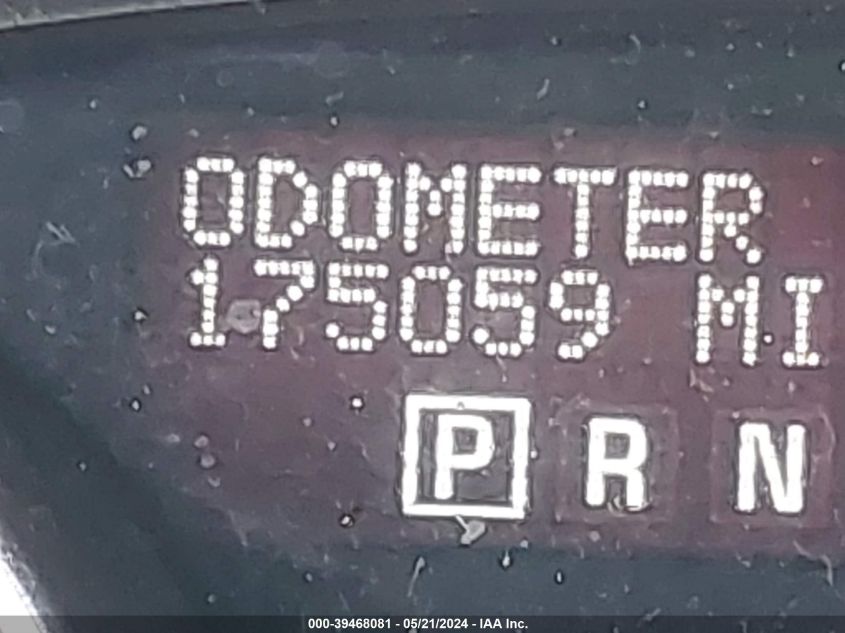 ODOMETER
175059 MI
P R N
000-39468081 - 05/21/2024 - IAA Inc.